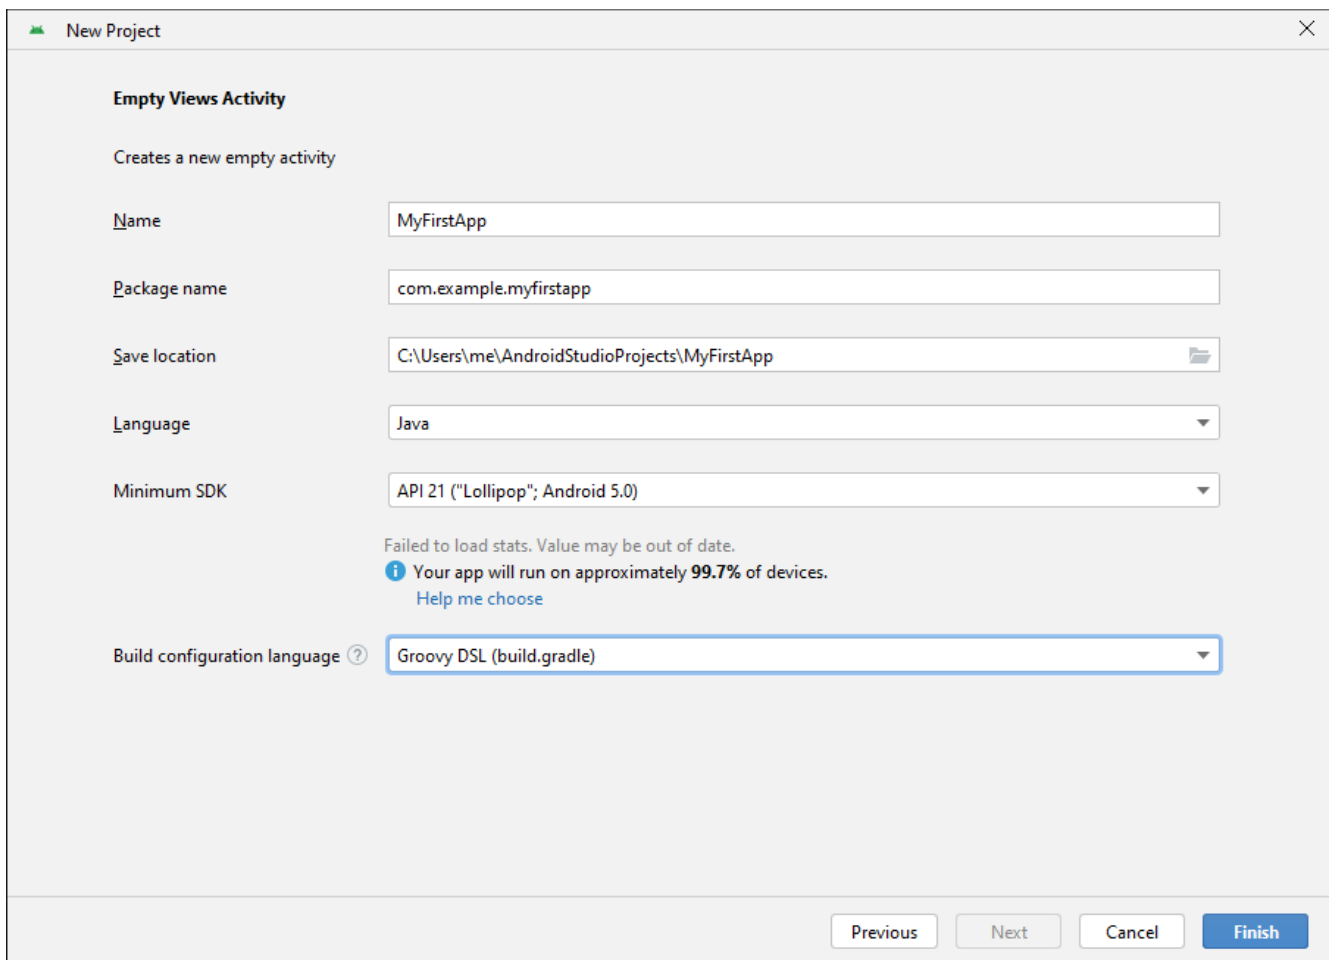 New Project
Empty Views Activity
Creates a new empty activity
Name MyFirstApp
Package name com.example.myfirstapp
Save location C:\Users\me\AndroidStudioProjects\MyFirstApp
Language Java
Minimum SDK API 21 ("Lollipop"; Android 5.0)
Failed to load stats. Value may be out of date.
i Your app will run on approximately 99.7% of devices.
Help me choose
Build configuration language ? Groovy DSL (build.gradle)
Previous Next Cancel Finish